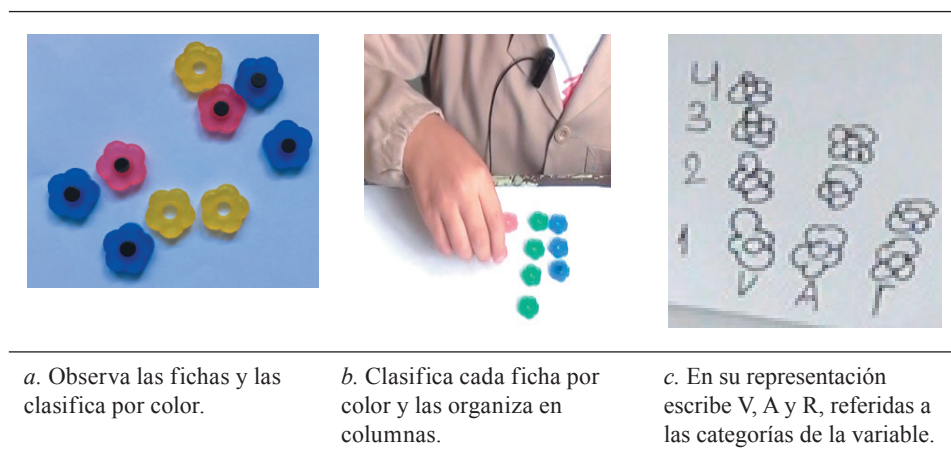 4
3
2
1
V A r
a. Observa las fichas y las
clasifica por color.
b. Clasifica cada ficha por
color y las organiza en
columnas.
c. En su representación
escribe V, A y R, referidas a
las categorías de la variable.